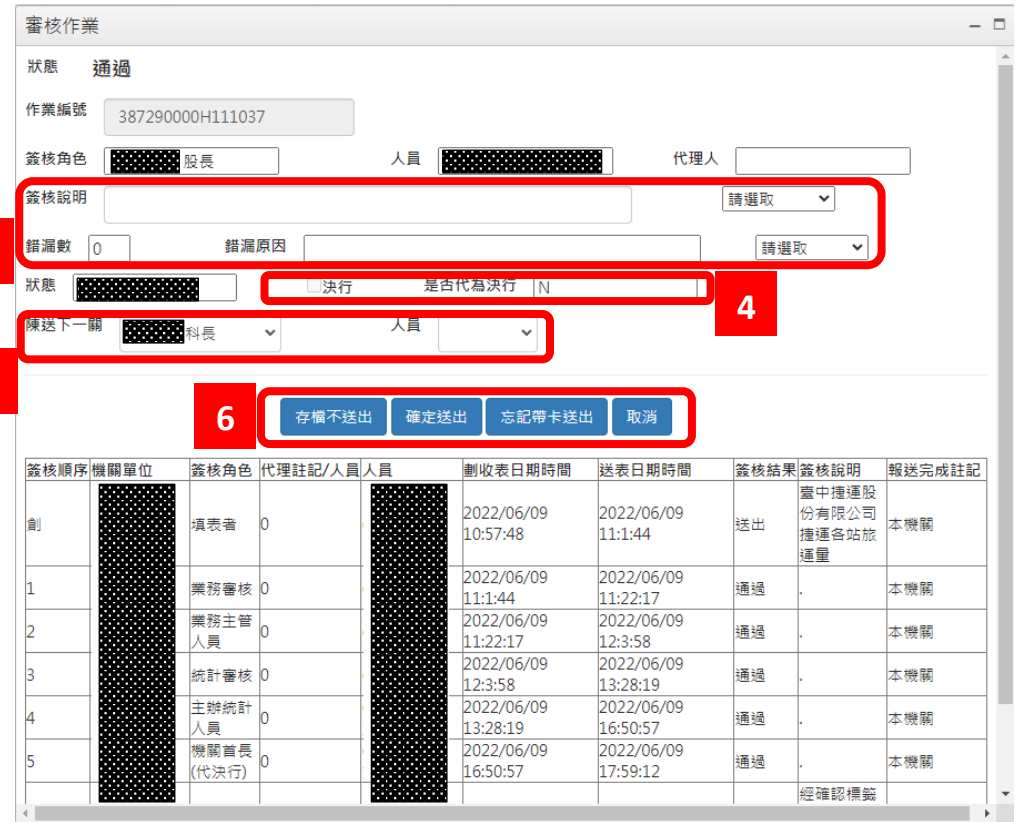 審核作業
狀態 通過
作業編號 387290000H111037
簽核角色 股長 人員 代理人
簽核說明 請選取
錯漏數 0 錯漏原因 請選取
狀態 決行 是否代為決行 N
4
陳送下一關 科長 人員
6 存檔不送出 確定送出 忘記帶卡送出 取消
簽核順序 機關單位 簽核角色 代理註記/人員 人員 劃收表日期時間 送表日期時間 簽核結果 簽核說明 報送完成註記
創 填表者 0 2022/06/09 10:57:48 2022/06/09 11:1:44 送出 臺中捷運股份有限公司捷運各站旅運量 本機關
1 業務審核 0 2022/06/09 11:1:44 2022/06/09 11:22:17 通過 . 本機關
2 業務主管人員 0 2022/06/09 11:22:17 2022/06/09 12:3:58 通過 . 本機關
3 統計審核 0 2022/06/09 12:3:58 2022/06/09 13:28:19 通過 . 本機關
4 主辦統計人員 0 2022/06/09 13:28:19 2022/06/09 16:50:57 通過 . 本機關
5 機關首長(代決行) 0 2022/06/09 16:50:57 2022/06/09 17:59:12 通過 . 本機關
經確認標籤